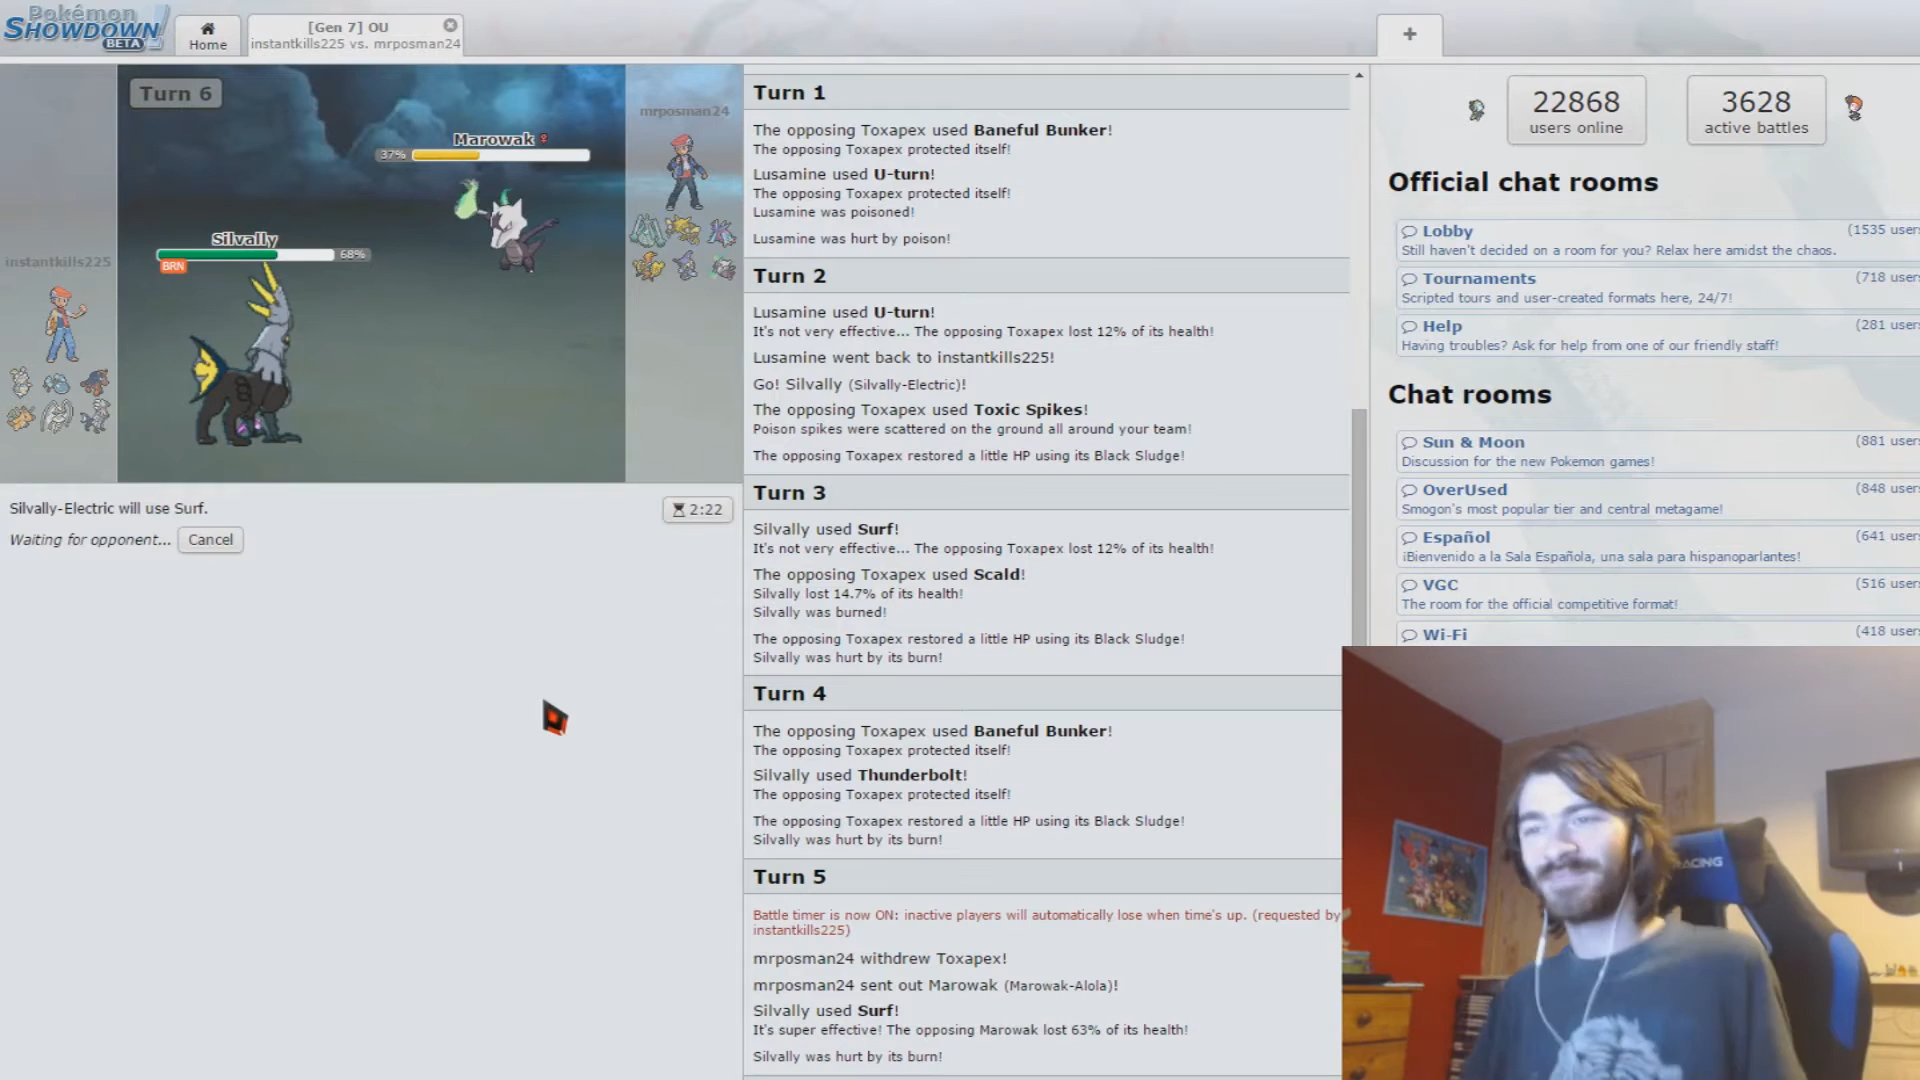 Pokémon
SHOWDOWN
BETA
Home
[Gen 7] OU
instantkills225 vs. mrposman24
+
Turn 6
instantkills225
Silvally
68%
BRN
Marowak
37%
mrposman24
Silvally-Electric will use Surf.
2:22
Waiting for opponent...
Cancel
Turn 1
The opposing Toxapex used Baneful Bunker!
The opposing Toxapex protected itself!
Lusamine used U-turn!
The opposing Toxapex protected itself!
Lusamine was poisoned!
Lusamine was hurt by poison!
Turn 2
Lusamine used U-turn!
It's not very effective... The opposing Toxapex lost 12% of its health!
Lusamine went back to instantkills225!
Go! Silvally (Silvally-Electric)!
The opposing Toxapex used Toxic Spikes!
Poison spikes were scattered on the ground all around your team!
The opposing Toxapex restored a little HP using its Black Sludge!
Turn 3
Silvally used Surf!
It's not very effective... The opposing Toxapex lost 12% of its health!
The opposing Toxapex used Scald!
Silvally lost 14.7% of its health!
Silvally was burned!
The opposing Toxapex restored a little HP using its Black Sludge!
Silvally was hurt by its burn!
Turn 4
The opposing Toxapex used Baneful Bunker!
The opposing Toxapex protected itself!
Silvally used Thunderbolt!
The opposing Toxapex protected itself!
The opposing Toxapex restored a little HP using its Black Sludge!
Silvally was hurt by its burn!
Turn 5
Battle timer is now ON: inactive players will automatically lose when time's up. (requested by
instantkills225)
mrposman24 withdrew Toxapex!
mrposman24 sent out Marowak (Marowak-Alola)!
Silvally used Surf!
It's super effective! The opposing Marowak lost 63% of its health!
Silvally was hurt by its burn!
22868
users online
3628
active battles
Official chat rooms
Lobby (1535 users
Still haven't decided on a room for you? Relax here amidst the chaos.
Tournaments (718 users
Scripted tours and user-created formats here, 24/7!
Help (281 users
Having troubles? Ask for help from one of our friendly staff!
Chat rooms
Sun & Moon (881 users
Discussion for the new Pokemon games!
OverUsed (848 users
Smogon's most popular tier and central metagame!
Español (641 users
¡Bienvenido a la Sala Española, una sala para hispanoparlantes!
VGC (516 users
The room for the official competitive format!
Wi-Fi (418 users
RACING